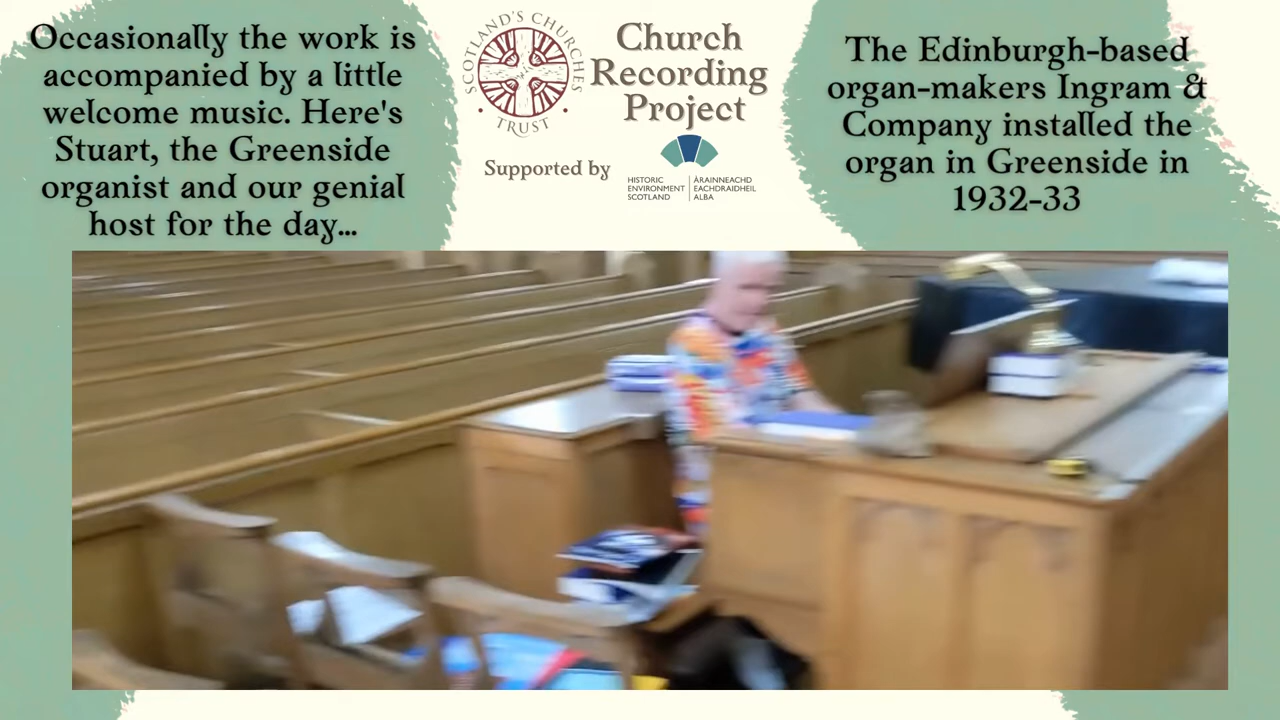 Occasionally the work is
accompanied by a little
welcome music. Here's
Stuart, the Greenside
organist and our genial
host for the day...
SCOTLAND'S CHURCHES
TRUST
Church
Recording
Project
Supported by
HISTORIC
ENVIRONMENT
SCOTLAND
ÀRAINNEACHD
EACHDRAIDHEIL
ALBA
The Edinburgh-based
organ-makers Ingram &
Company installed the
organ in Greenside in
1932-33